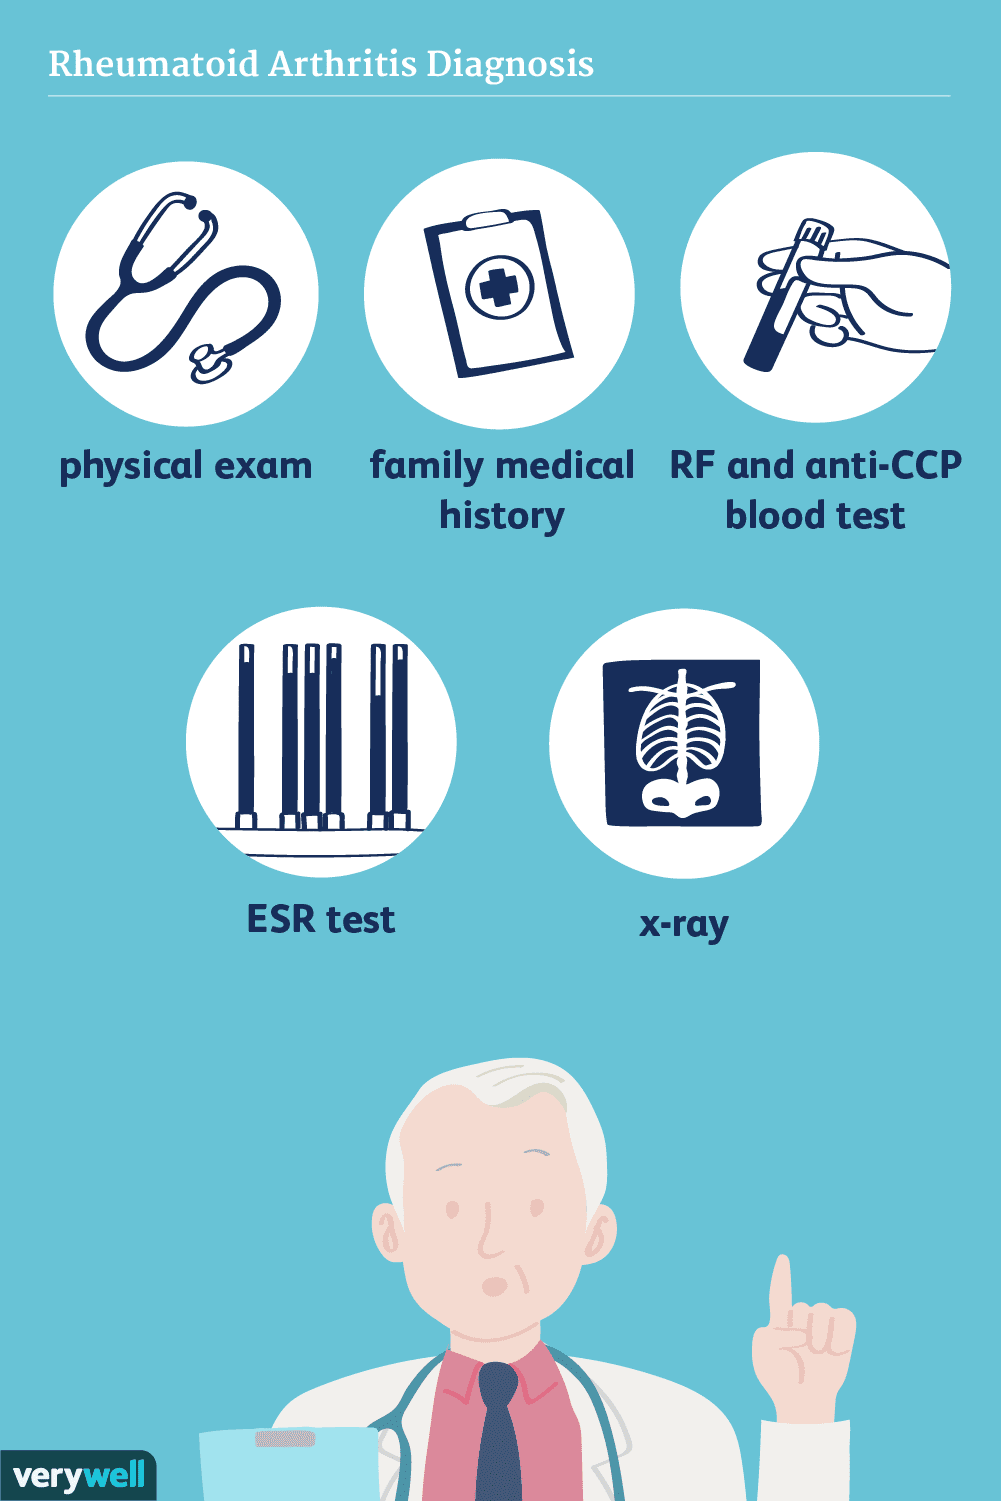 Rheumatoid Arthritis Diagnosis
physical exam
family medical
history
RF and anti-CCP
blood test
ESR test
x-ray
verywell